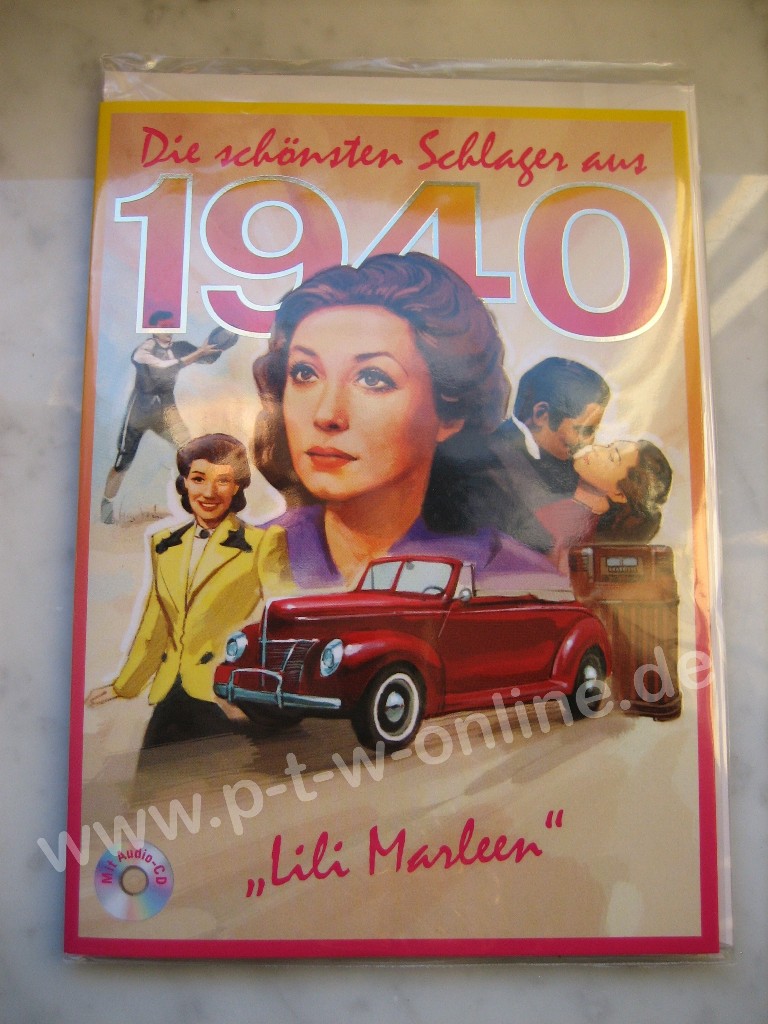 Die schönsten Schlager aus
1940
www.p-t-w-online.de
Mit Audio-CD
„Lili Marleen“